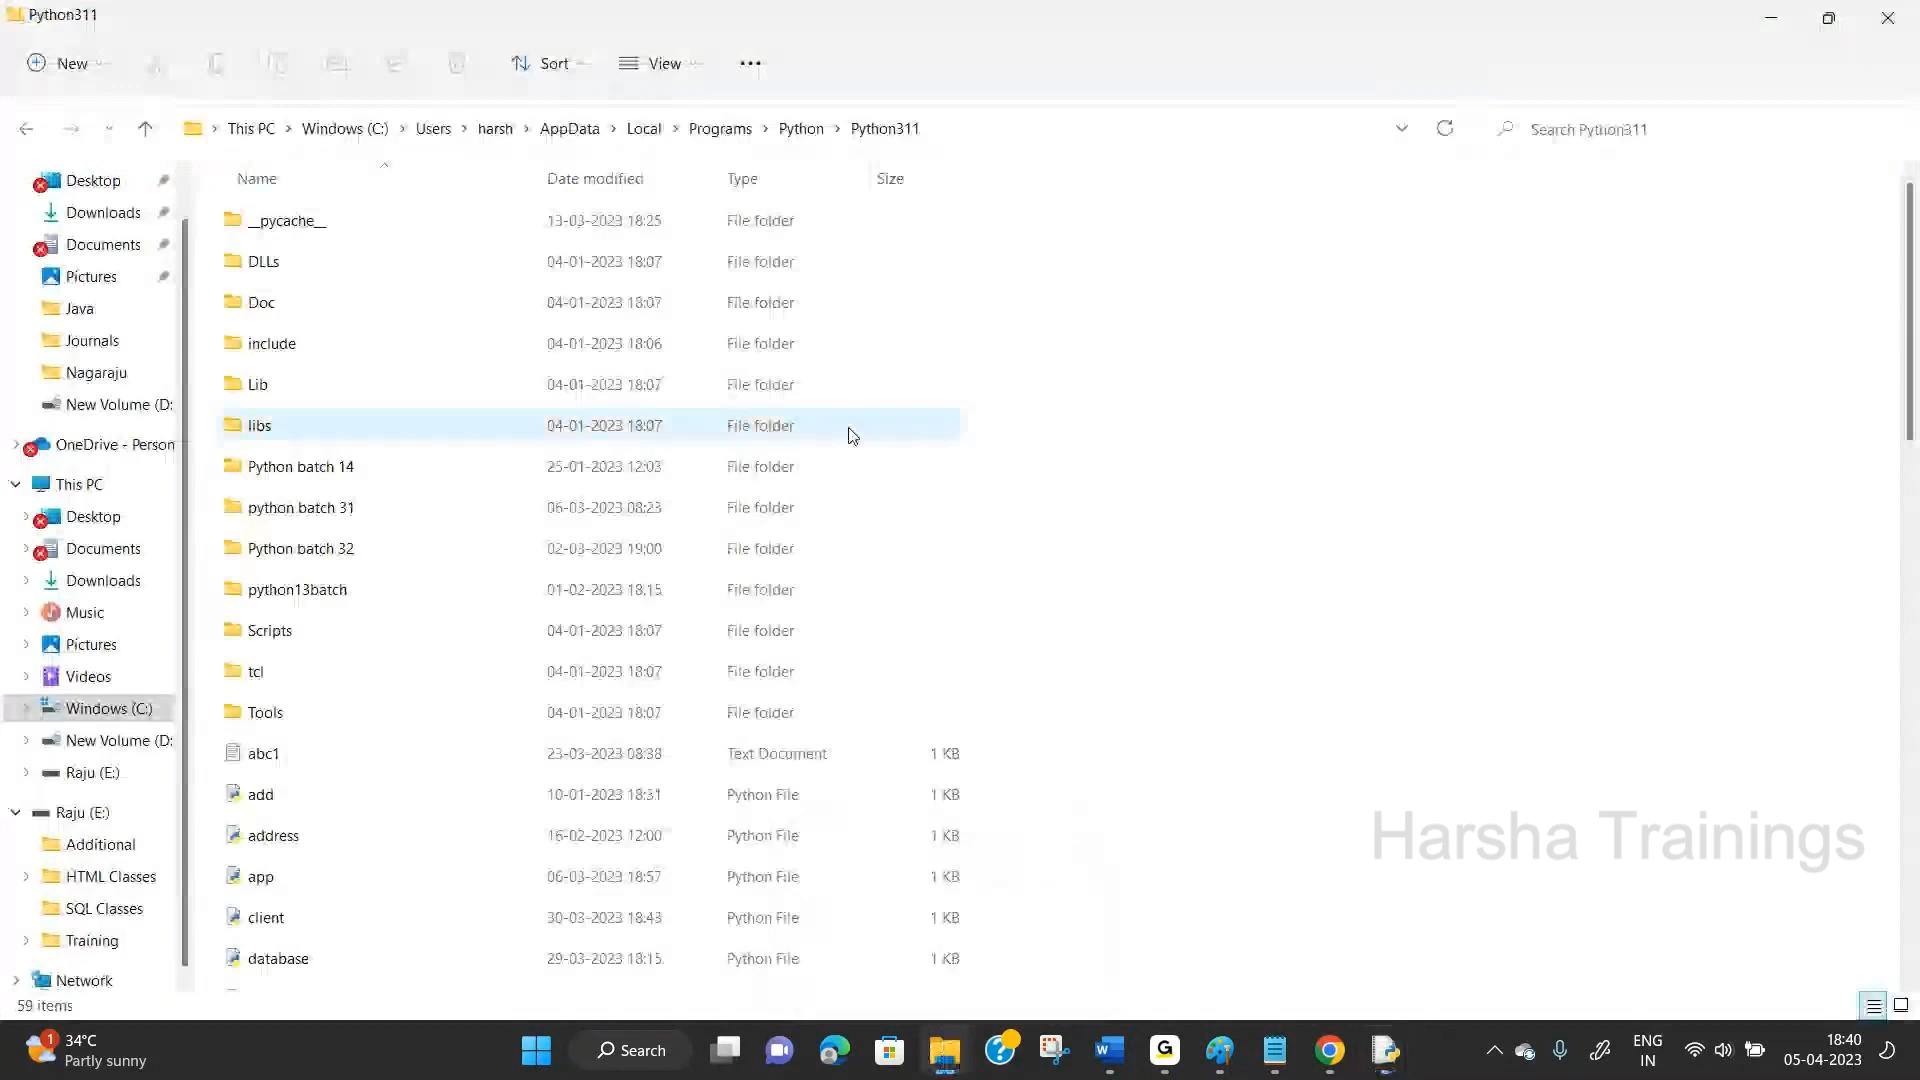 Python311
New
Sort
View
This PC
Windows (C:)
Users
harsh
AppData
Local
Programs
Python
Python311
Search Python311
Name
Date modified
Type
Size
Desktop
Downloads
Documents
Pictures
Java
Journals
Nagaraju
New Volume (D:
OneDrive - Person
This PC
Desktop
Documents
Downloads
Music
Pictures
Videos
Windows (C:)
New Volume (D:
Raju (E:)
Raju (E:)
Additional
HTML Classes
SQL Classes
Training
Network
__pycache__ 13-03-2023 18:25 File folder
DLLs 04-01-2023 18:07 File folder
Doc 04-01-2023 18:07 File folder
include 04-01-2023 18:06 File folder
Lib 04-01-2023 18:07 File folder
libs 04-01-2023 18:07 File folder
Python batch 14 25-01-2023 12:03 File folder
python batch 31 06-03-2023 08:23 File folder
Python batch 32 02-03-2023 19:00 File folder
python13batch 01-02-2023 18:15 File folder
Scripts 04-01-2023 18:07 File folder
tcl 04-01-2023 18:07 File folder
Tools 04-01-2023 18:07 File folder
abc1 23-03-2023 08:38 Text Document 1 KB
add 10-01-2023 18:31 Python File 1 KB
address 16-02-2023 12:00 Python File 1 KB
app 06-03-2023 18:57 Python File 1 KB
client 30-03-2023 18:43 Python File 1 KB
database 29-03-2023 18:15 Python File 1 KB
Harsha Trainings
59 items
1
34°C
Partly sunny
Search
ENG
IN
18:40
05-04-2023